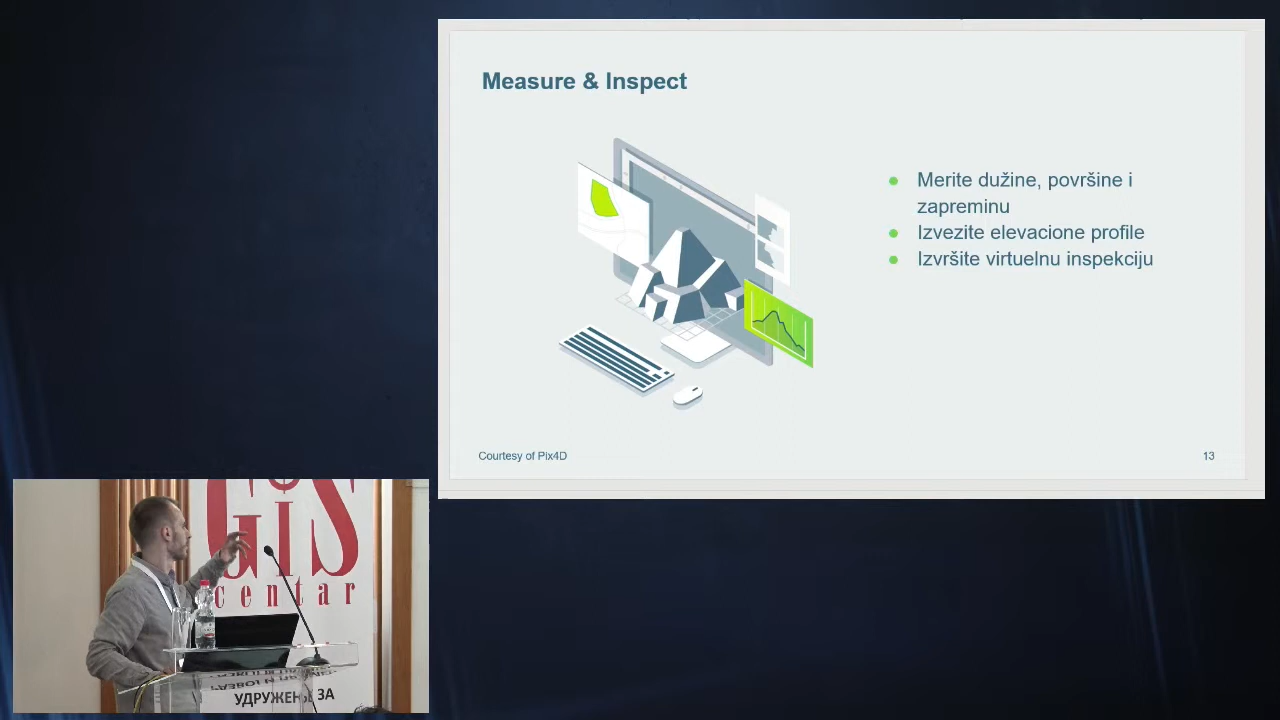 Measure & Inspect
Merite dužine, površine i
zapreminu
Izvezite elevacione profile
Izvršite virtuelnu inspekciju
Courtesy of Pix4D
13
GIS
centar
УДРУЖЕЊЕ ЗА